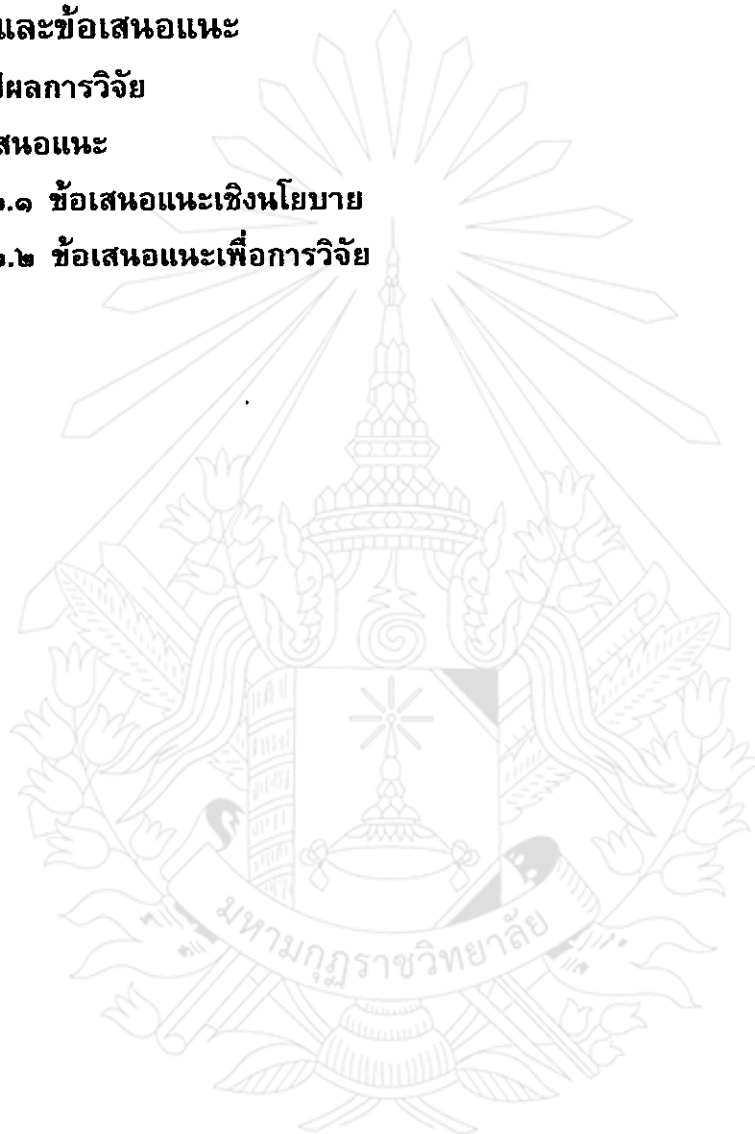 และข้อเสนอแนะ
ปผลการวิจัย
สนอแนะ
๒.๑ ข้อเสนอแนะเชิงนโยบาย
๒.๒ ข้อเสนอแนะเพื่อการวิจัย
มหามกุฏราชวิทยาลัย